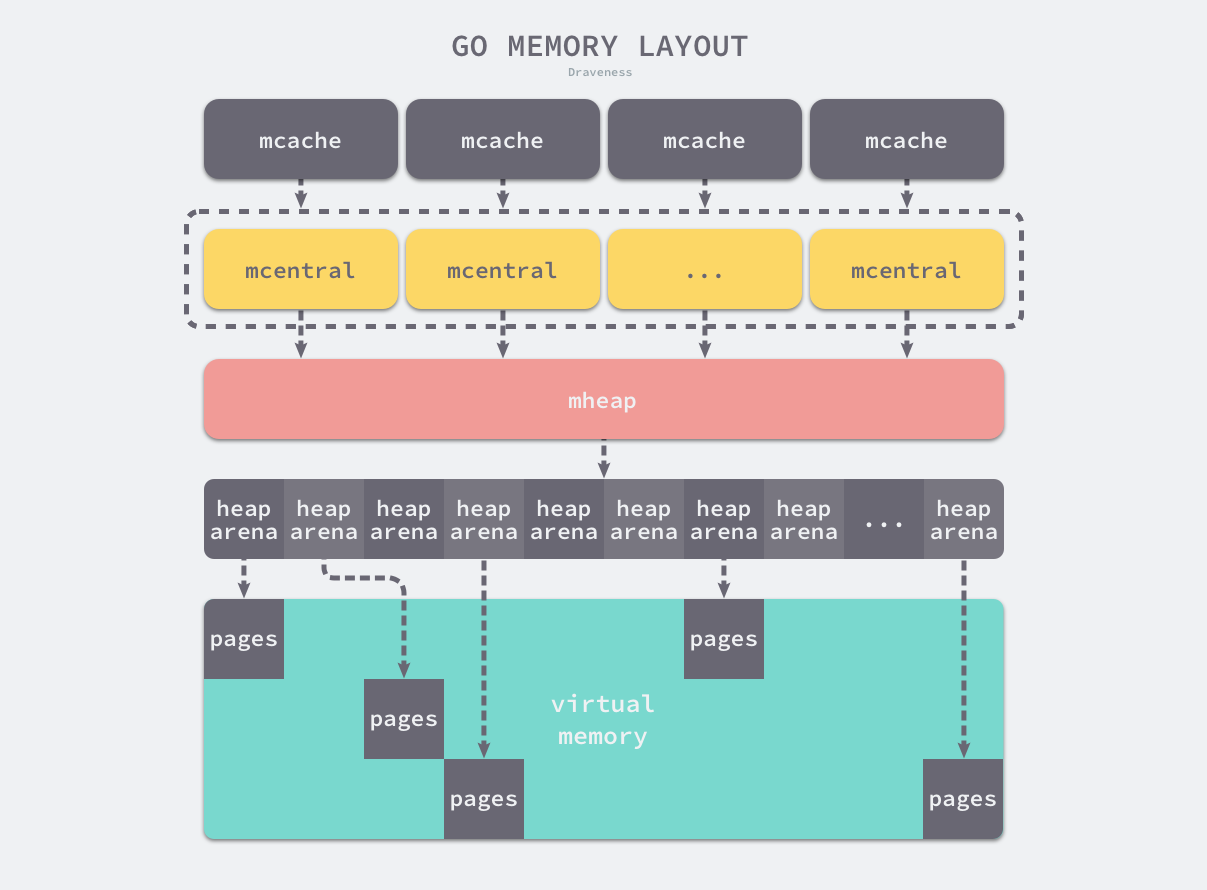 GO MEMORY LAYOUT
Draveness
mcache
mcache
mcache
mcache
mcentral
mcentral
...
mcentral
mheap
heap
arena
heap
arena
heap
arena
heap
arena
heap
arena
heap
arena
heap
arena
heap
arena
...
heap
arena
pages
pages
virtual
memory
pages
pages
pages